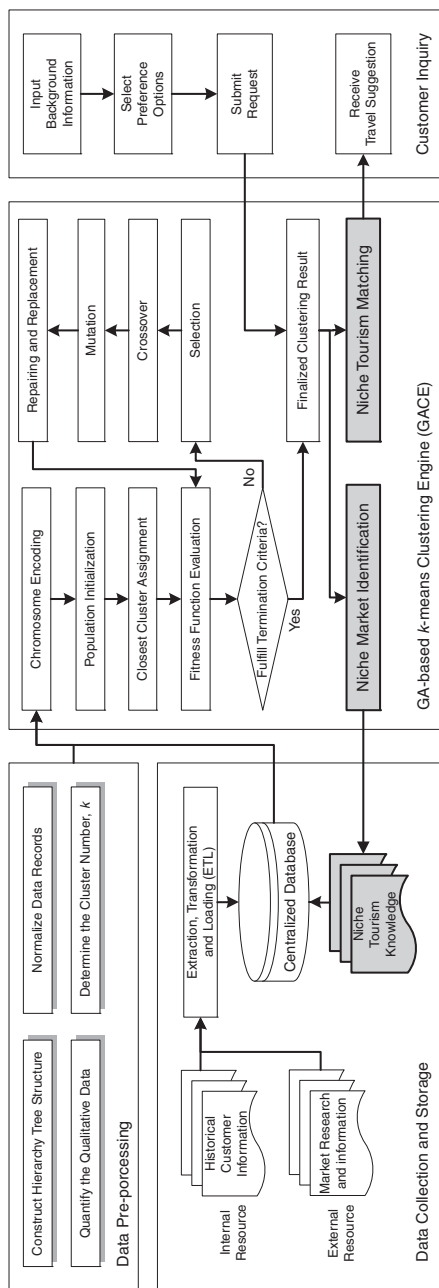 Construct Hierarchy Tree Structure
Normalize Data Records
Quantify the Qualitative Data
Determine the Cluster Number, k
Data Pre-porcessing
Internal
Resource
Historical
Customer
Information
External
Resource
Market Research
and Information
Extraction, Transformation
and Loading (ETL)
Centralized Database
Niche
Tourism
Knowledge
Data Collection and Storage
Chromosome Encoding
Population Initialization
Closest Cluster Assignment
Fitness Function Evaluation
Fulfill Termination Criteria?
No
Yes
Repairing and Replacement
Mutation
Crossover
Selection
Finalized Clustering Result
Niche Market Identification
Niche Tourism Matching
GA-based k-means Clustering Engine (GACE)
Input
Background
Information
Select
Preference
Options
Submit
Request
Receive
Travel Suggestion
Customer Inquiry